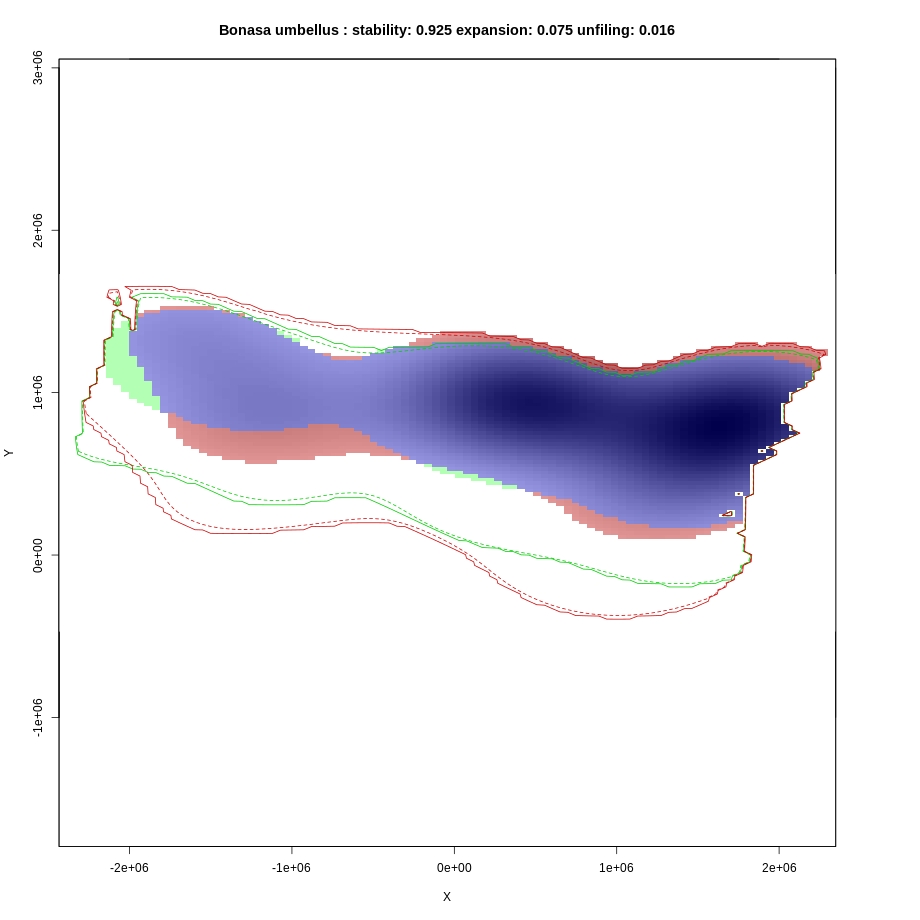 Bonasa umbellus : stability: 0.925 expansion: 0.075 unfiling: 0.016
3e+06
2e+06
1e+06
0e+00
-1e+06
Y
-2e+06 -1e+06 0e+00 1e+06 2e+06
X